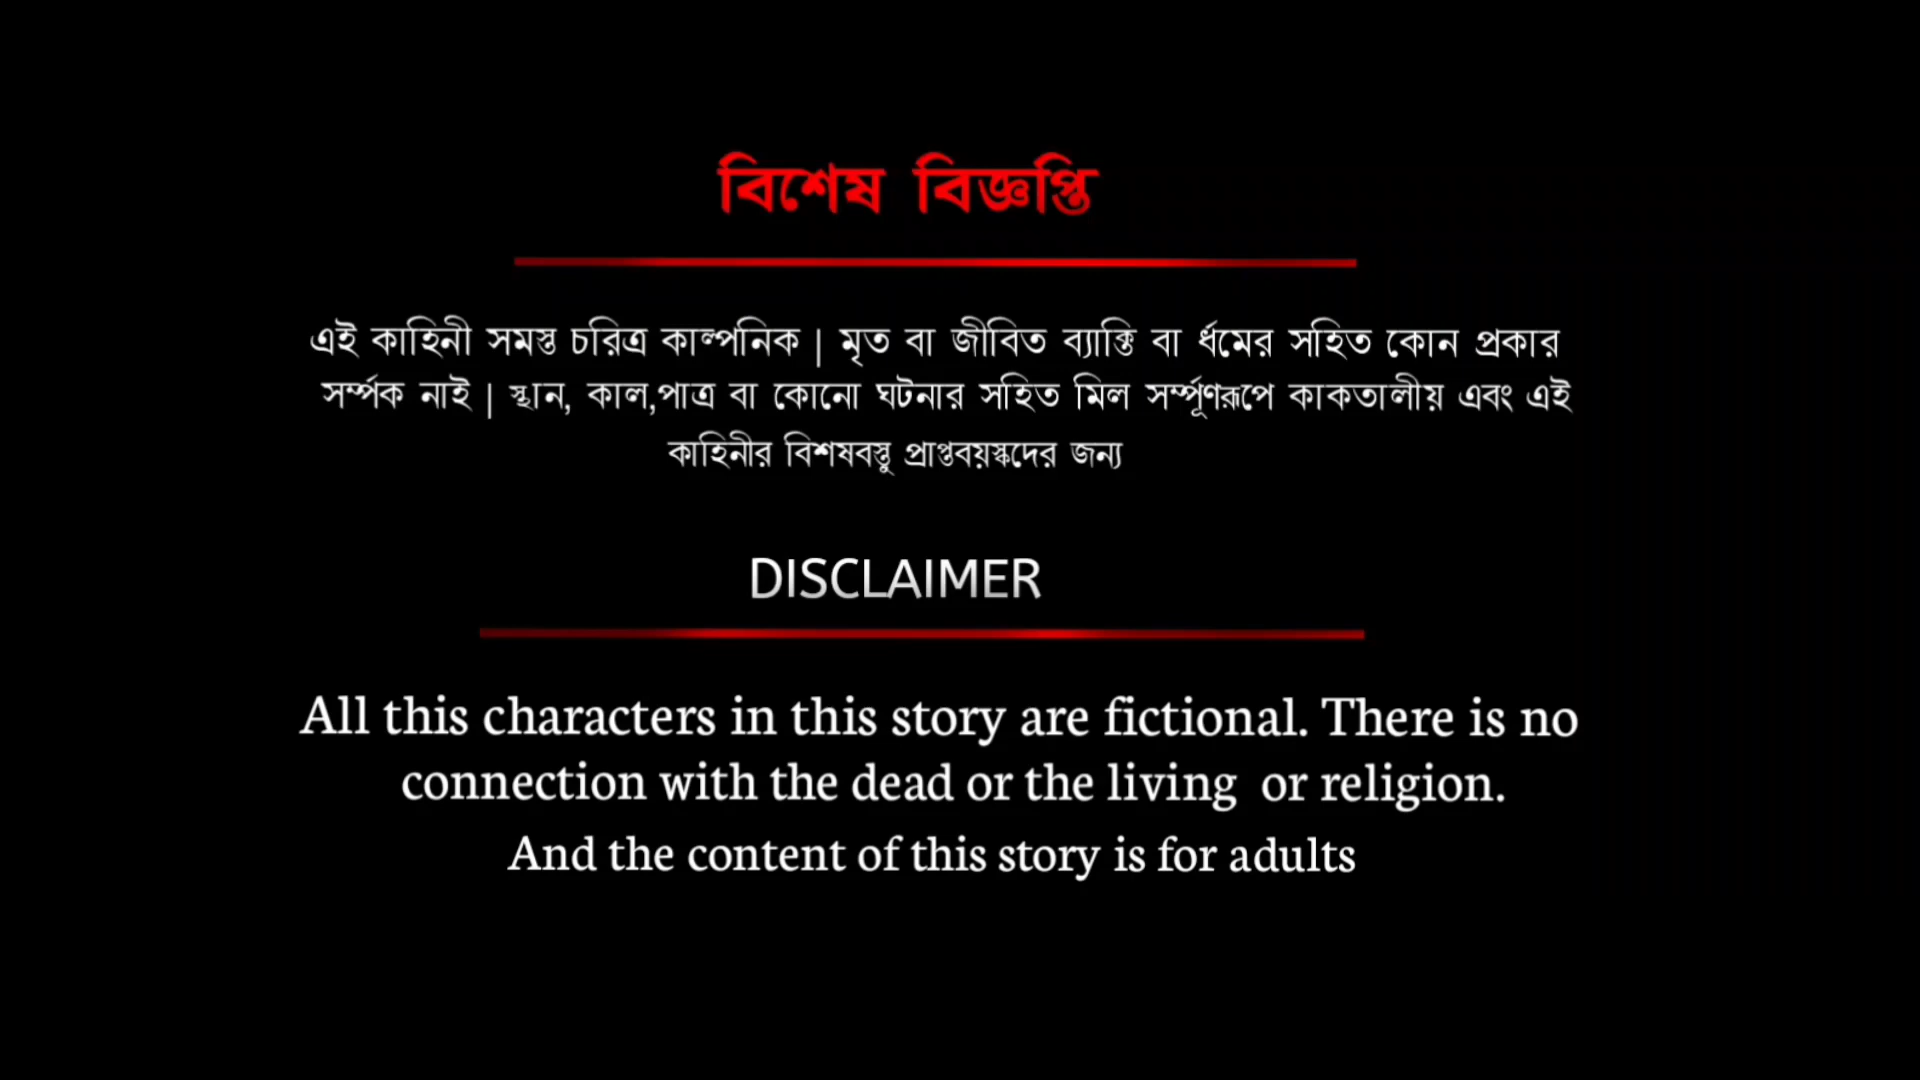 বিশেষ বিজ্ঞপ্তি
এই কাহিনী সমস্ত চরিত্র কাল্পনিক | মৃত বা জীবিত ব্যাক্তি বা র্ধমের সহিত কোন প্রকার
সর্ম্পক নাই | স্থান, কাল,পাত্র বা কোনো ঘটনার সহিত মিল সর্ম্পূণরূপে কাকতালীয় এবং এই
কাহিনীর বিশষবস্তু প্রাপ্তবয়স্কদের জন্য
DISCLAIMER
All this characters in this story are fictional. There is no
connection with the dead or the living or religion.
And the content of this story is for adults